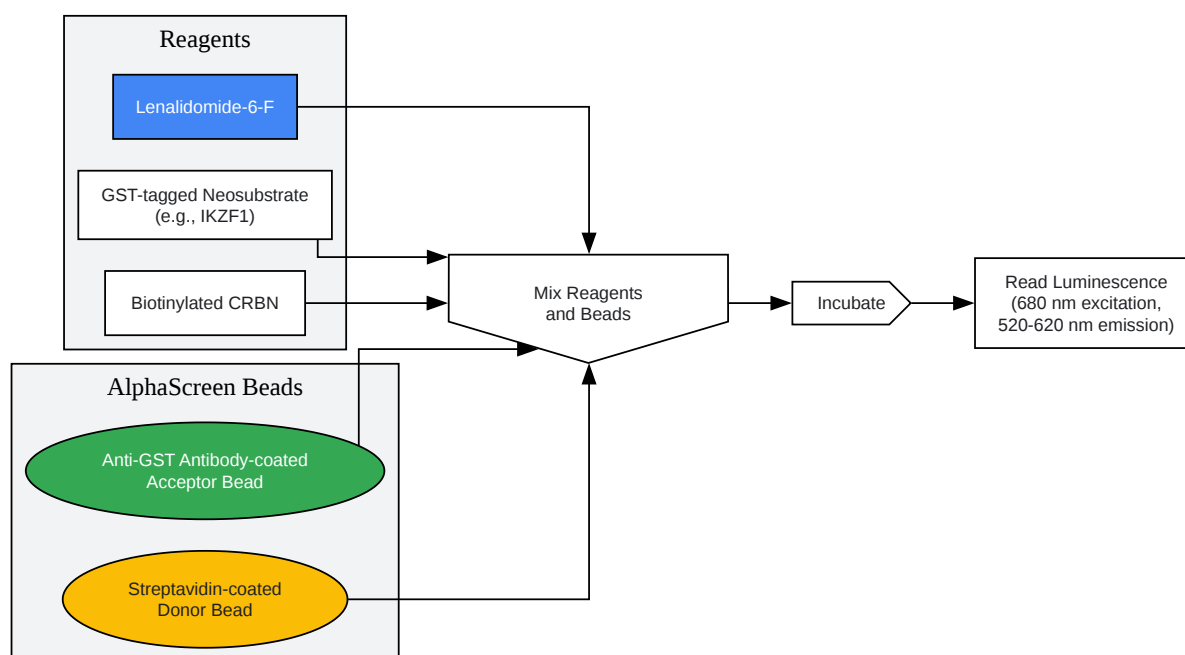 Reagents
Lenalidomide-6-F
GST-tagged Neosubstrate
(e.g., IKZF1)
Biotinylated CRBN
AlphaScreen Beads
Anti-GST Antibody-coated
Acceptor Bead
Streptavidin-coated
Donor Bead
Mix Reagents
and Beads
Incubate
Read Luminescence
(680 nm excitation,
520-620 nm emission)